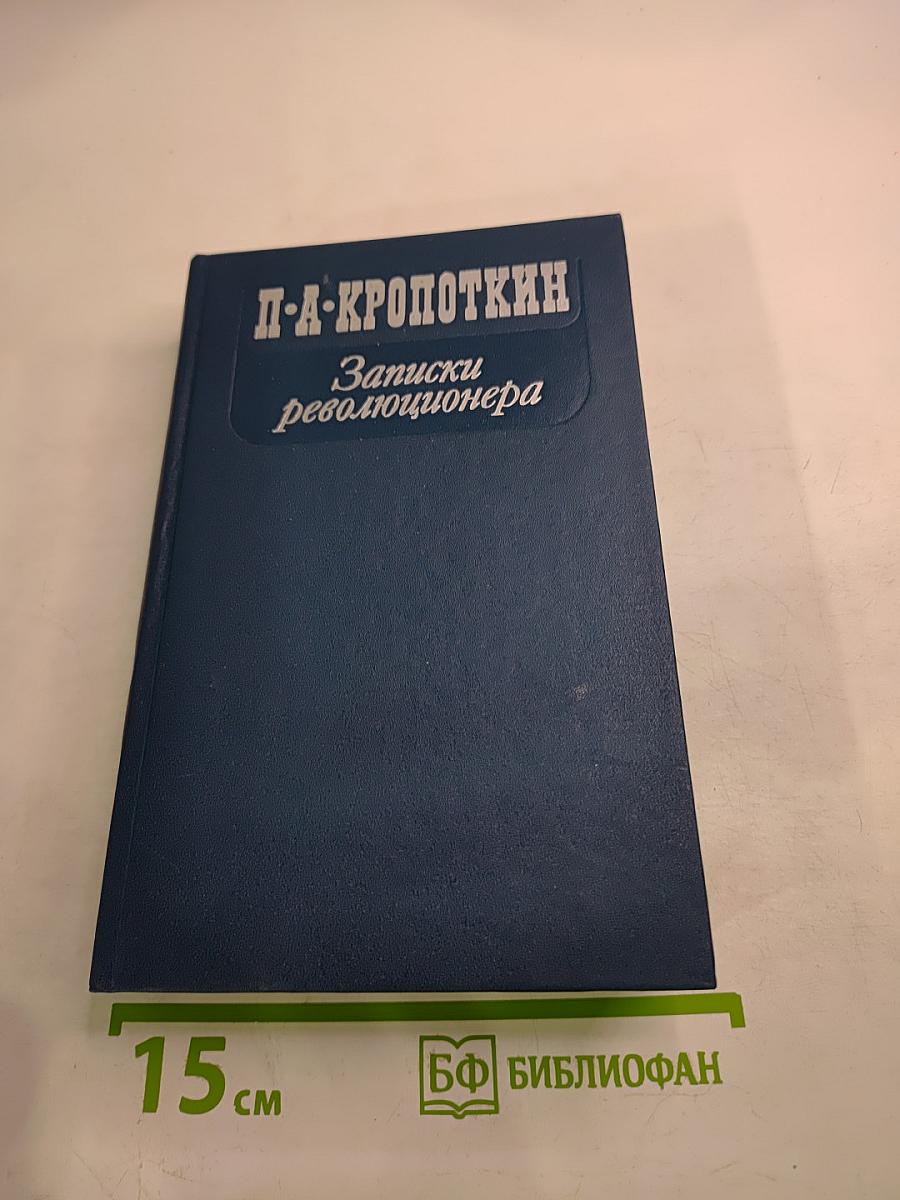 П·А·КРОПОТКИН
Записки
революционера
15 см
БФ БИБЛИОФАН